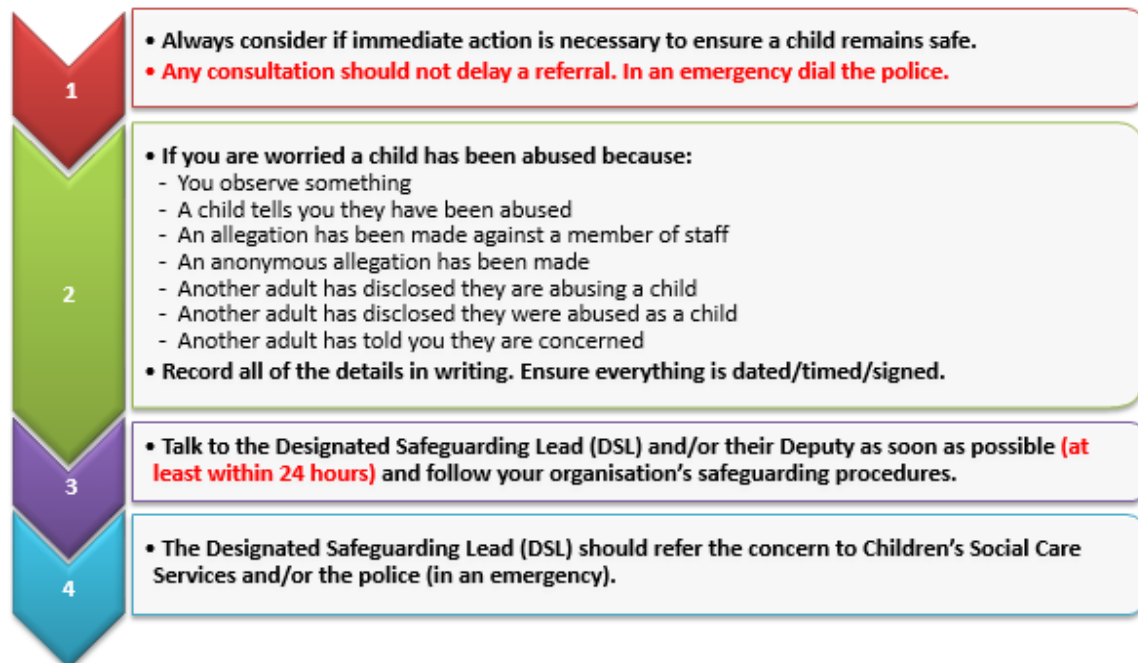 • Always consider if immediate action is necessary to ensure a child remains safe.
• Any consultation should not delay a referral. In an emergency dial the police.
1
• If you are worried a child has been abused because:
- You observe something
- A child tells you they have been abused
- An allegation has been made against a member of staff
- An anonymous allegation has been made
2
- Another adult has disclosed they are abusing a child
- Another adult has disclosed they were abused as a child
- Another adult has told you they are concerned
• Record all of the details in writing. Ensure everything is dated/timed/signed.
• Talk to the Designated Safeguarding Lead (DSL) and/or their Deputy as soon as possible (at
least within 24 hours) and follow your organisation's safeguarding procedures.
3
• The Designated Safeguarding Lead (DSL) should refer the concern to Children's Social Care
Services and/or the police (in an emergency).
4